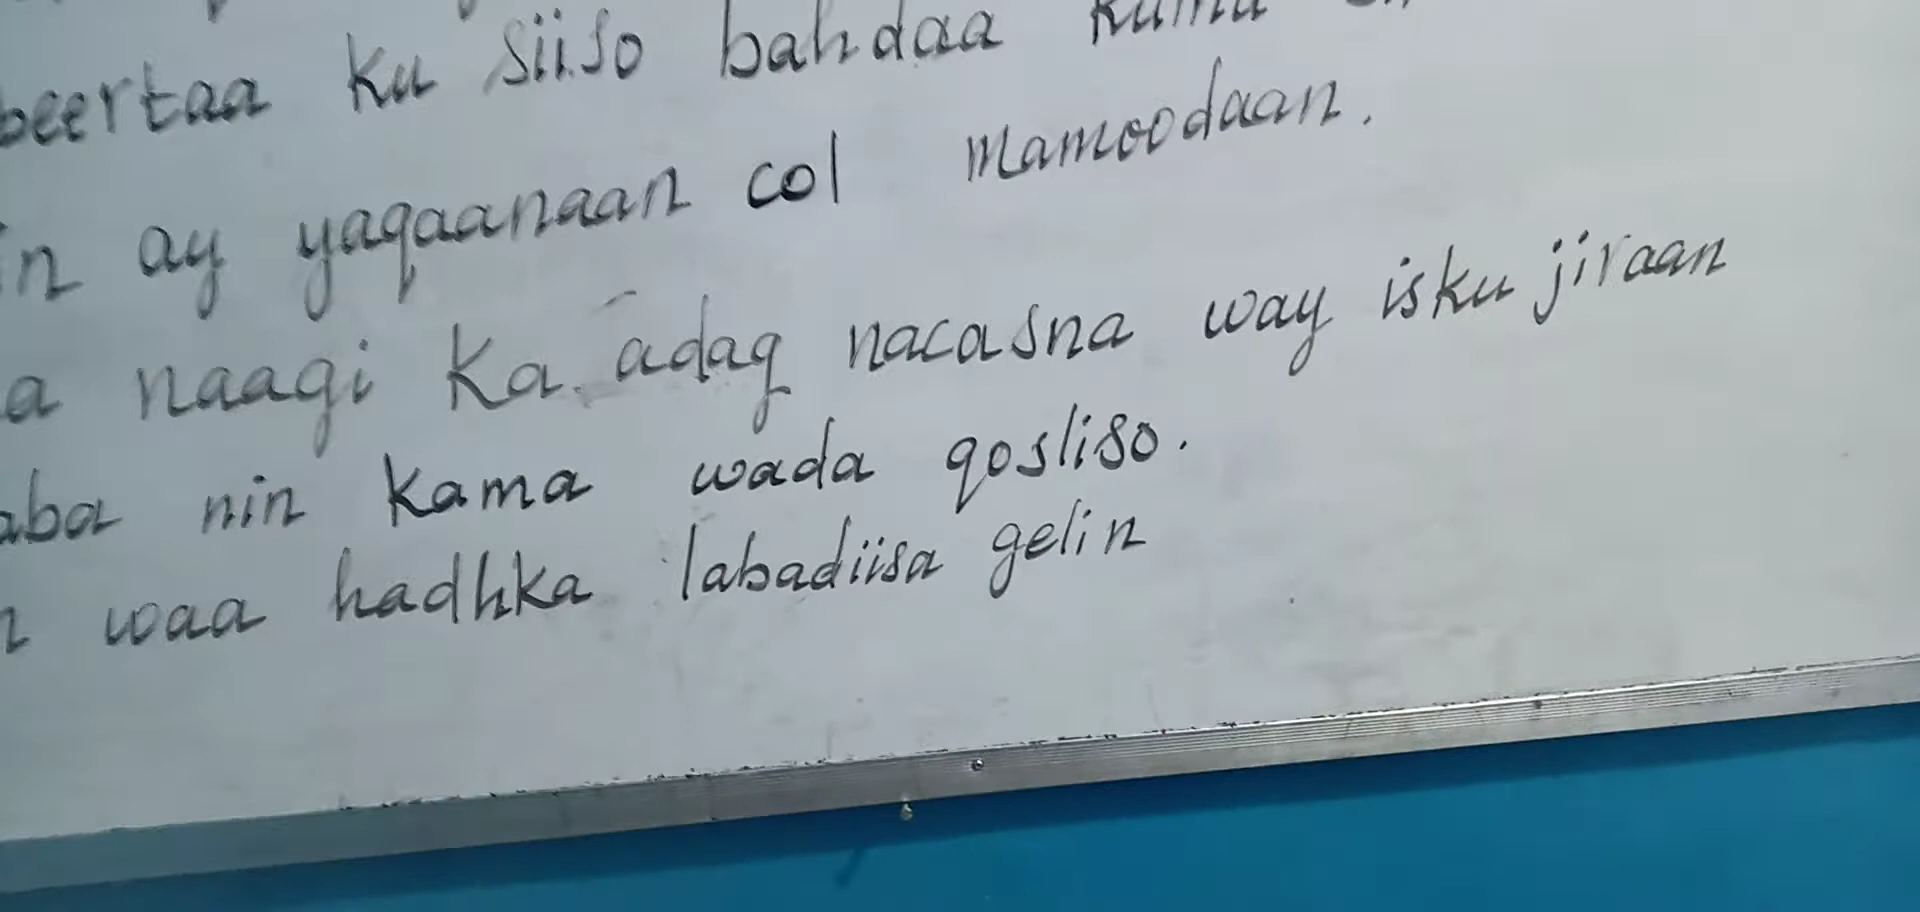 beertaa ku siiso bahdaa kuma
in ay yaqaanaan col mamoodaan.
a naagi ka adag nacasna way isku jiraan
aba nin kama wada qosliso.
waa hadhka labadiisa gelin